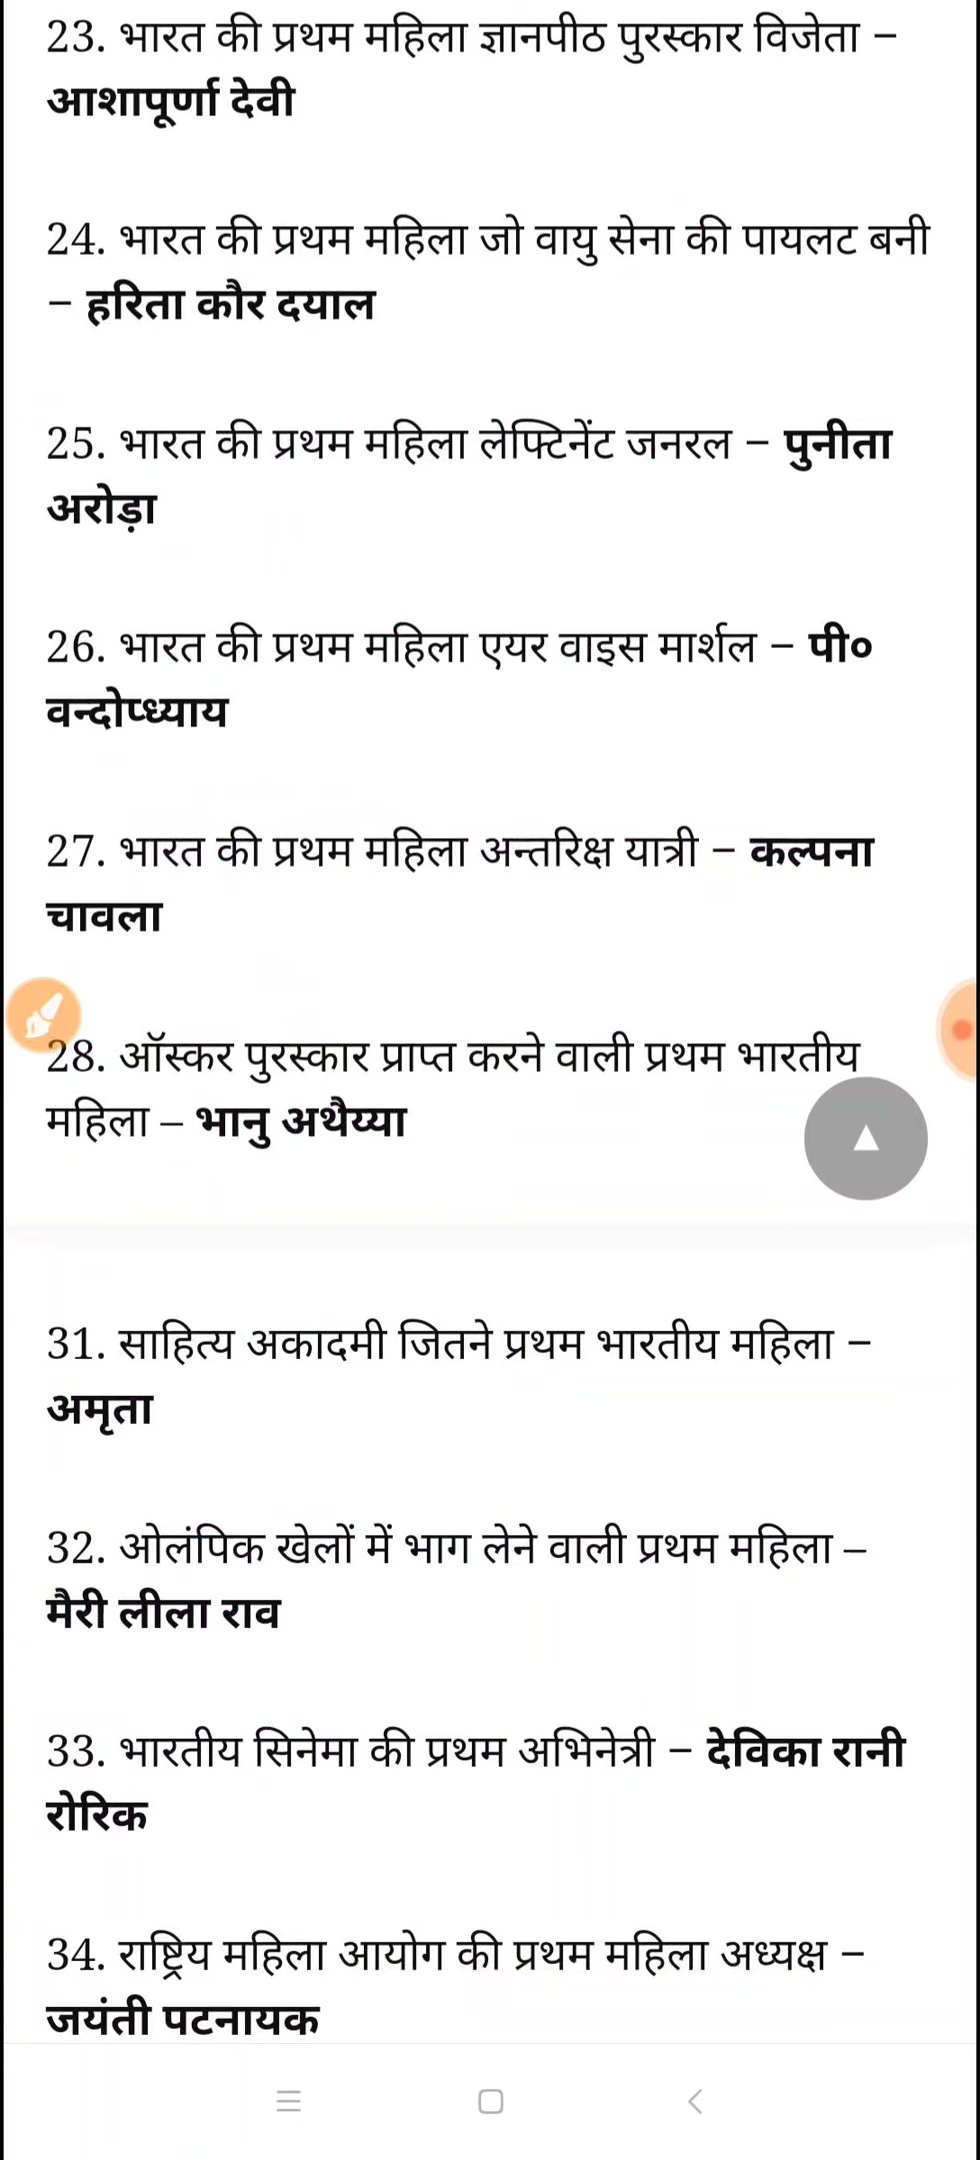 23. भारत की प्रथम महिला ज्ञानपीठ पुरस्कार विजेता –
आशापूर्णा देवी
24. भारत की प्रथम महिला जो वायु सेना की पायलट बनी
– हरिता कौर दयाल
25. भारत की प्रथम महिला लेफ्टिनेंट जनरल – पुनीता
अरोड़ा
26. भारत की प्रथम महिला एयर वाइस मार्शल – पी०
वन्दोप्ध्याय
27. भारत की प्रथम महिला अन्तरिक्ष यात्री – कल्पना
चावला
28. ऑस्कर पुरस्कार प्राप्त करने वाली प्रथम भारतीय
महिला – भानु अथैय्या
31. साहित्य अकादमी जितने प्रथम भारतीय महिला –
अमृता
32. ओलंपिक खेलों में भाग लेने वाली प्रथम महिला –
मैरी लीला राव
33. भारतीय सिनेमा की प्रथम अभिनेत्री – देविका रानी
रोरिक
34. राष्ट्रिय महिला आयोग की प्रथम महिला अध्यक्ष –
जयंती पटनायक